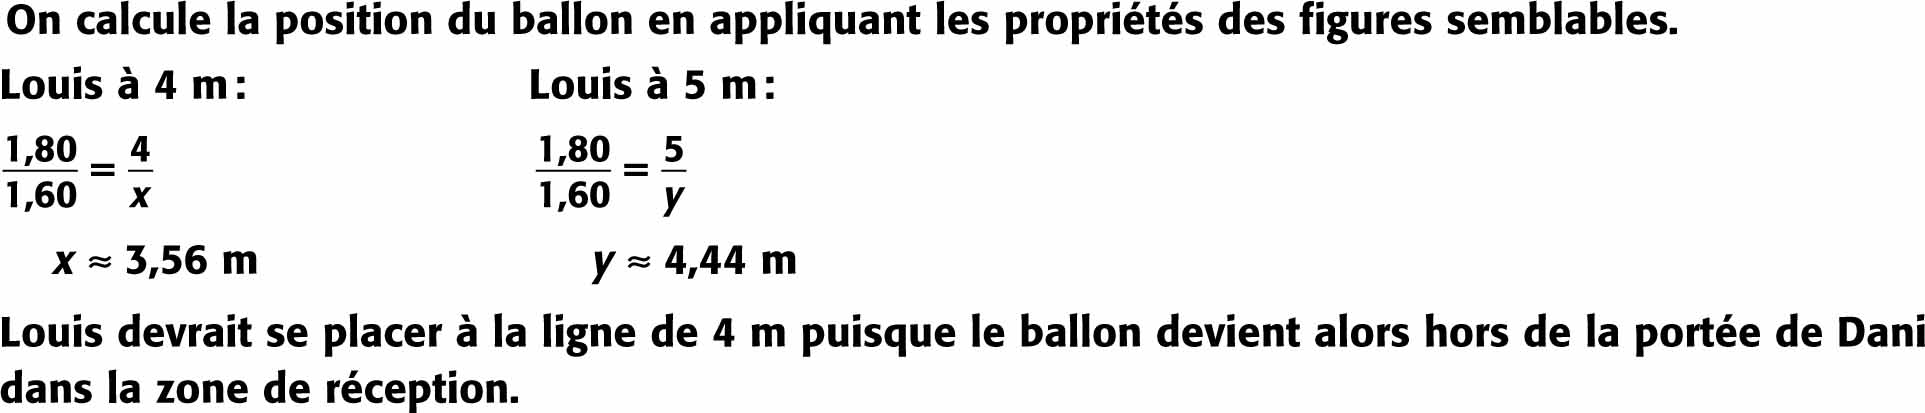 On calcule la position du ballon en appliquant les propriétés des figures semblables.
Louis à 4 m : Louis à 5 m :
1,80/1,60 = 4/x 1,80/1,60 = 5/y
x ≈ 3,56 m y ≈ 4,44 m
Louis devrait se placer à la ligne de 4 m puisque le ballon devient alors hors de la portée de Dani
dans la zone de réception.